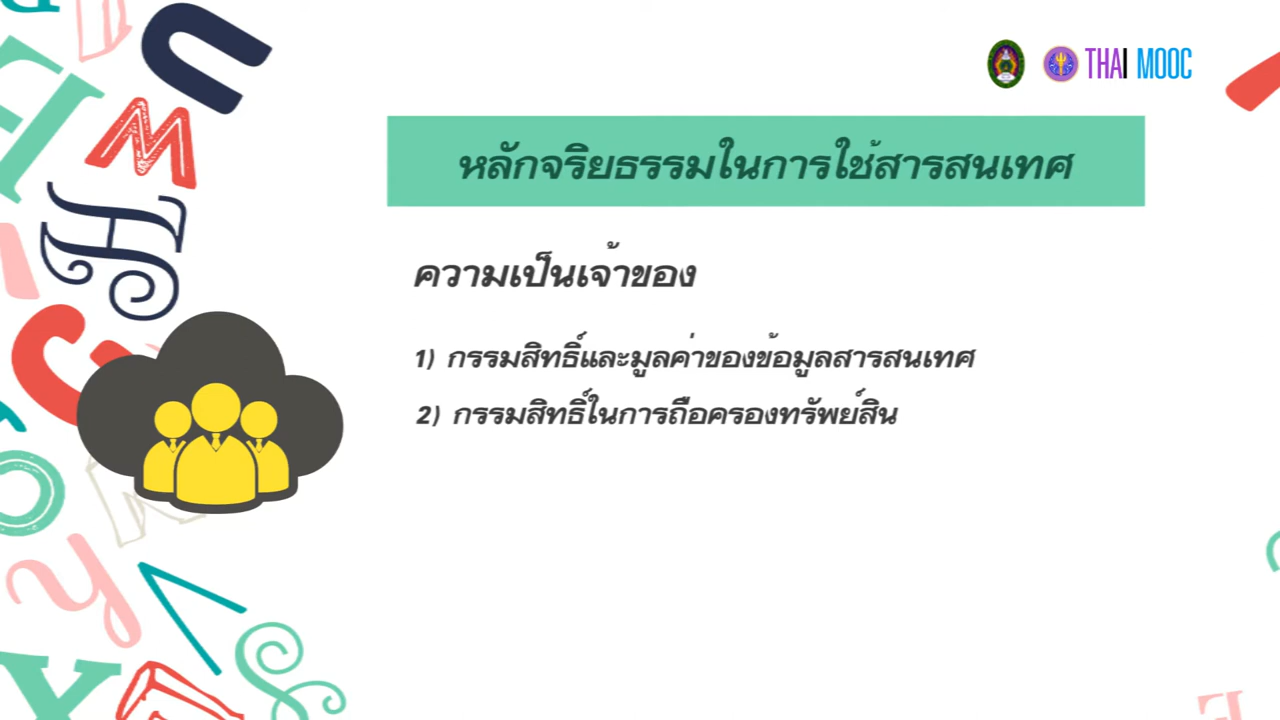 THAI MOOC
หลักจริยธรรมในการใช้สารสนเทศ
ความเป็นเจ้าของ
1) กรรมสิทธิ์และมูลค่าของข้อมูลสารสนเทศ
2) กรรมสิทธิ์ในการถือครองทรัพย์สิน